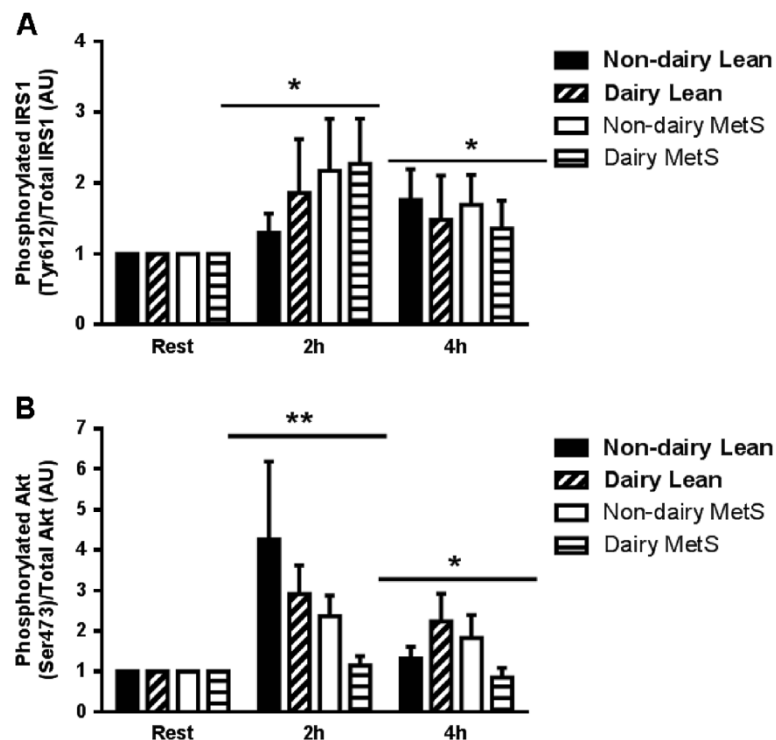 A
Phosphorylated IRS1
(Tyr612)/Total IRS1 (AU)
4
3
2
1
0
*
*
Rest
2h
4h
Non-dairy Lean
Dairy Lean
Non-dairy MetS
Dairy MetS
B
Phosphorylated Akt
(Ser473)/Total Akt (AU)
7
6
5
4
3
2
1
0
**
*
Rest
2h
4h
Non-dairy Lean
Dairy Lean
Non-dairy MetS
Dairy MetS